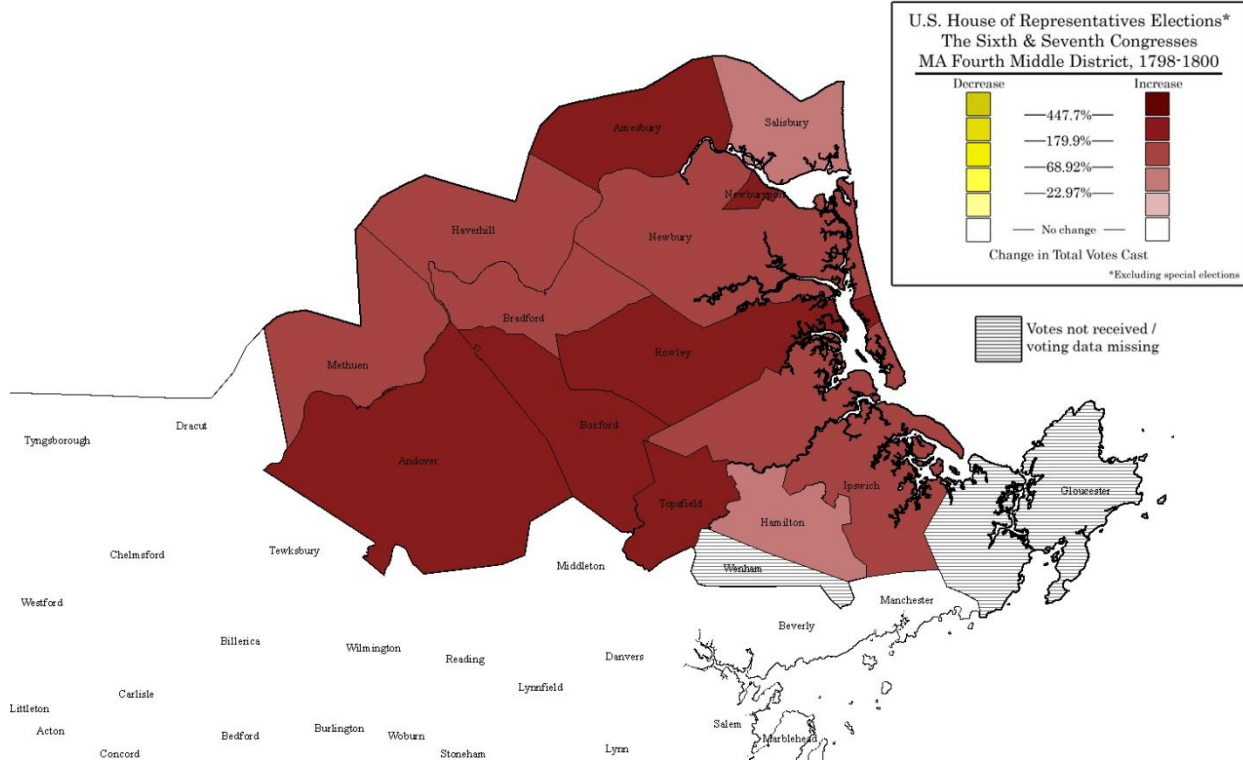 U.S. House of Representatives Elections*
The Sixth & Seventh Congresses
MA Fourth Middle District, 1798-1800
Decrease
Increase
447.7%
179.9%
68.92%
22.97%
No change
Change in Total Votes Cast
*Excluding special elections
Votes not received /
voting data missing
Amesbury
Salisbury
Newburyport
Haverhill
Newbury
Bradford
Rowley
Methuen
Dracut
Tyngsborough
Boxford
Andover
Ipswich
Gloucester
Topsfield
Hamilton
Chelmsford
Tewksbury
Middleton
Wenham
Westford
Manchester
Beverly
Billerica
Wilmington
Reading
Danvers
Lynnfield
Carlisle
Littleton
Acton
Bedford
Burlington
Woburn
Salem
Marblehead
Concord
Stoneham
Lynn